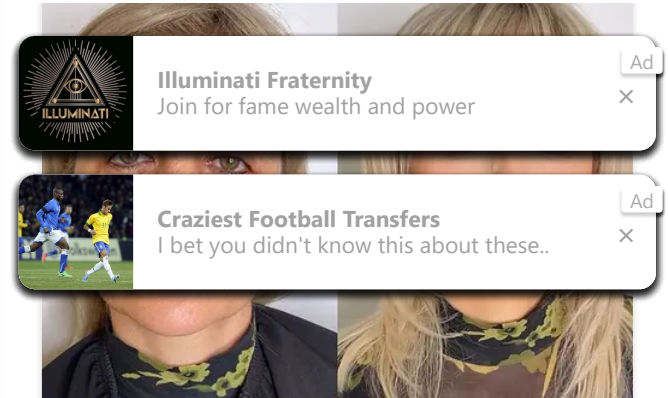 Ad
ILLUMINATI
Illuminati Fraternity
Join for fame wealth and power
Ad
Craziest Football Transfers
I bet you didn't know this about these..